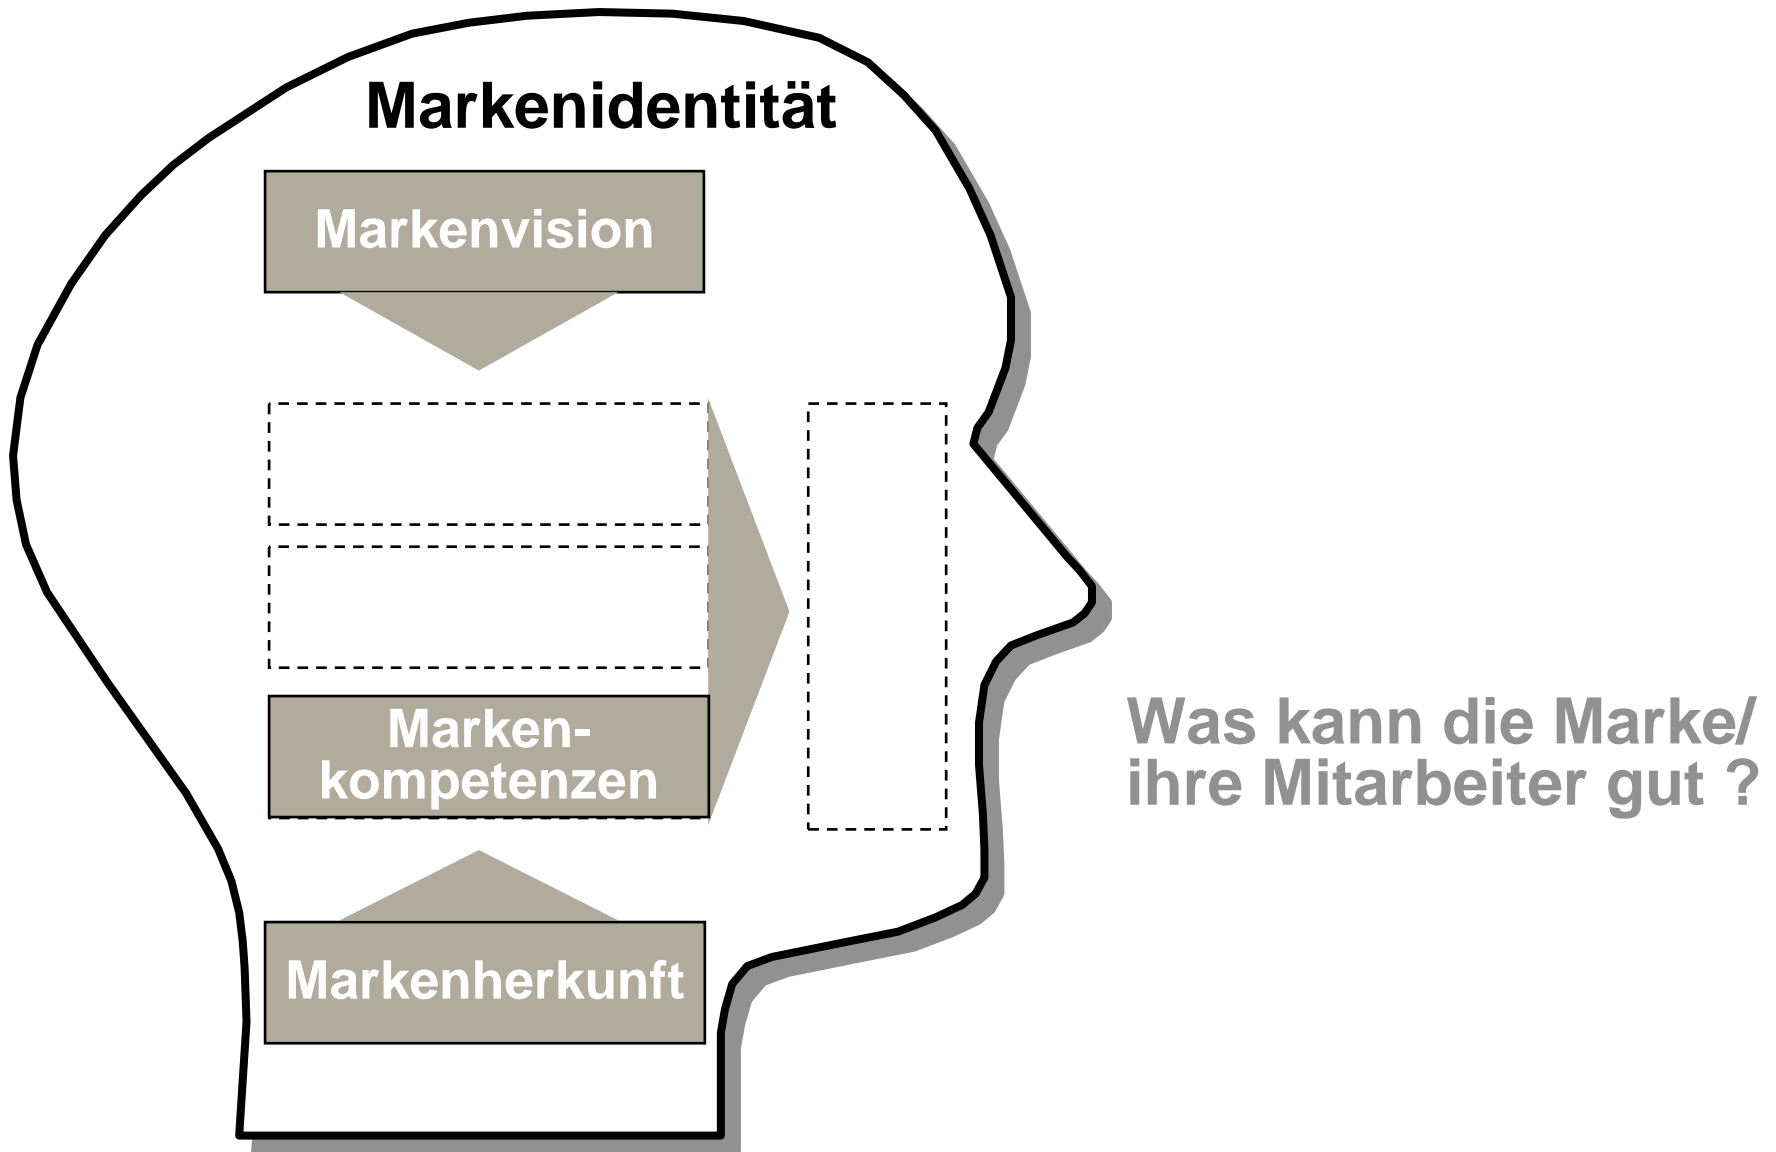 Markenidentität
Markenvision
Marken-
kompetenzen
Was kann die Marke/
ihre Mitarbeiter gut ?
Markenherkunft